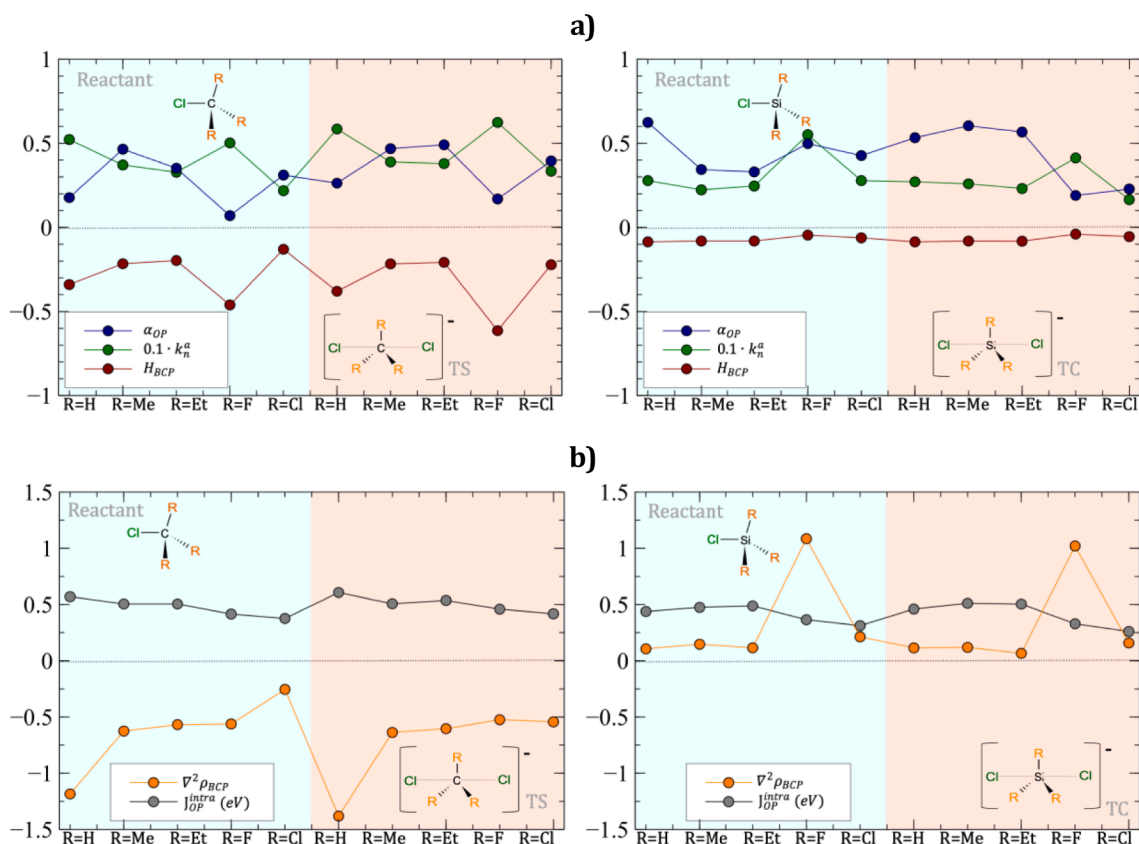 a)
1
0.5
0
−0.5
−1
Reactant
R
Cl
C
R
R
α_OP
0.1 · k_n^a
H_BCP
R
Cl
C
Cl
R
R
-
TS
R=H R=Me R=Et R=F R=Cl R=H R=Me R=Et R=F R=Cl
1
0.5
0
−0.5
−1
Reactant
R
Cl
Si
R
R
α_OP
0.1 · k_n^a
H_BCP
R
Cl
Si
Cl
R
R
-
TC
R=H R=Me R=Et R=F R=Cl R=H R=Me R=Et R=F R=Cl
b)
1.5
1
0.5
0
−0.5
−1
−1.5
Reactant
R
Cl
C
R
R
∇²ρ_BCP
J_OP^intra (eV)
R
Cl
C
Cl
R
R
-
TS
R=H R=Me R=Et R=F R=Cl R=H R=Me R=Et R=F R=Cl
1.5
1
0.5
0
−0.5
−1
−1.5
Reactant
R
Cl
Si
R
R
∇²ρ_BCP
J_OP^intra (eV)
R
Cl
Si
Cl
R
R
-
TC
R=H R=Me R=Et R=F R=Cl R=H R=Me R=Et R=F R=Cl